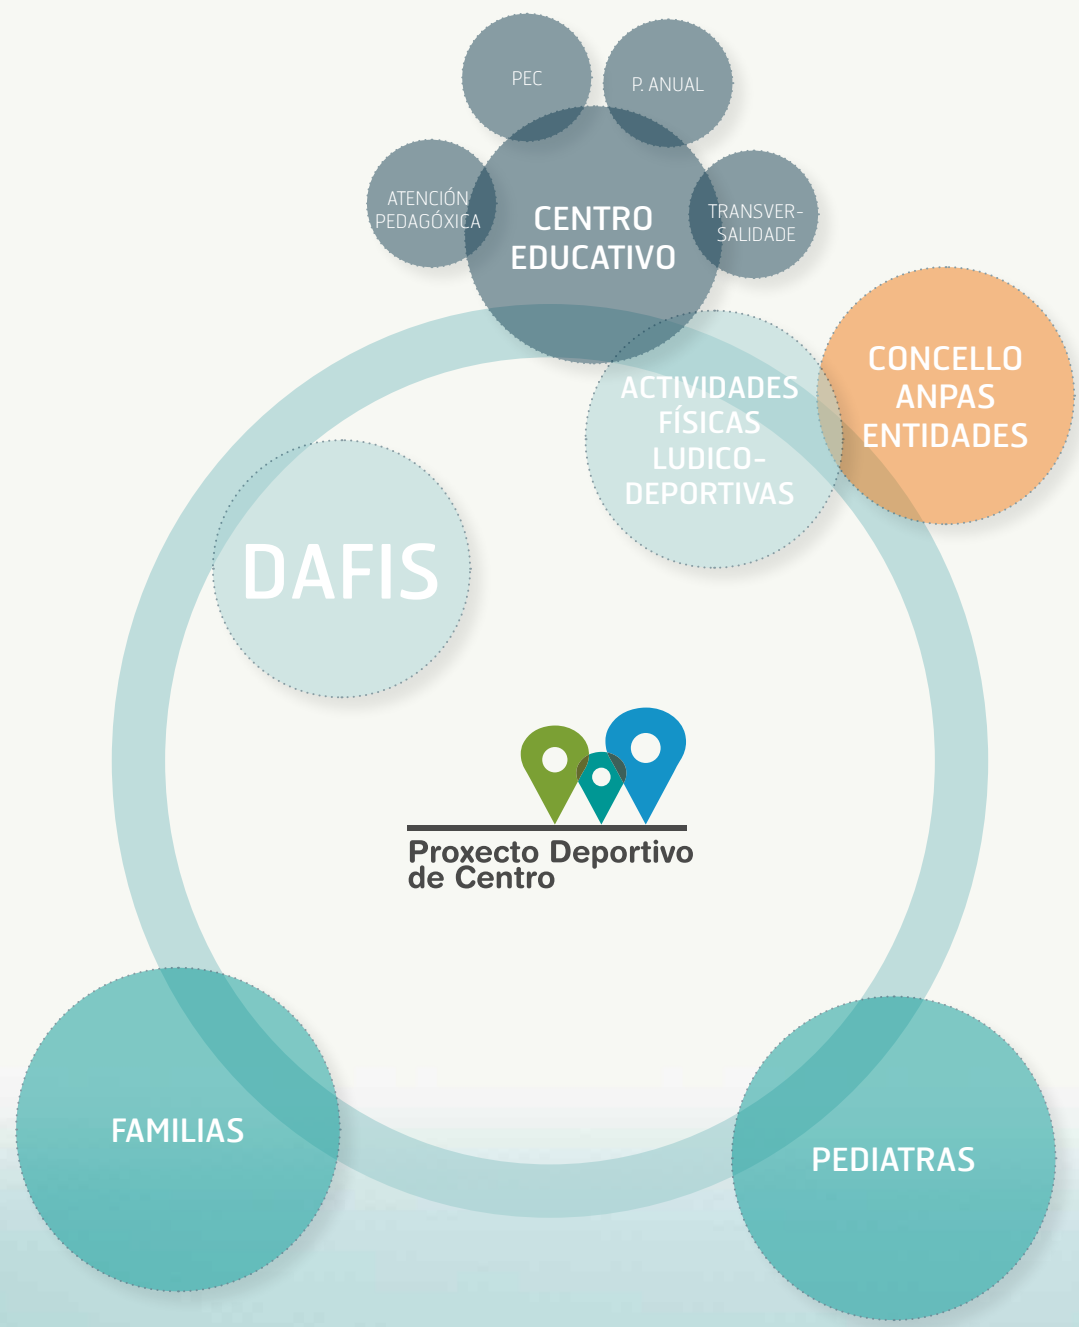 PEC
P. ANUAL
ATENCIÓN
PEDAGÓXICA
CENTRO
EDUCATIVO
TRANSVER-
SALIDADE
CONCELLO
ANPAS
ENTIDADES
ACTIVIDADES
FÍSICAS
LUDICO-
DEPORTIVAS
DAFIS
Proxecto Deportivo
de Centro
FAMILIAS
PEDIATRAS